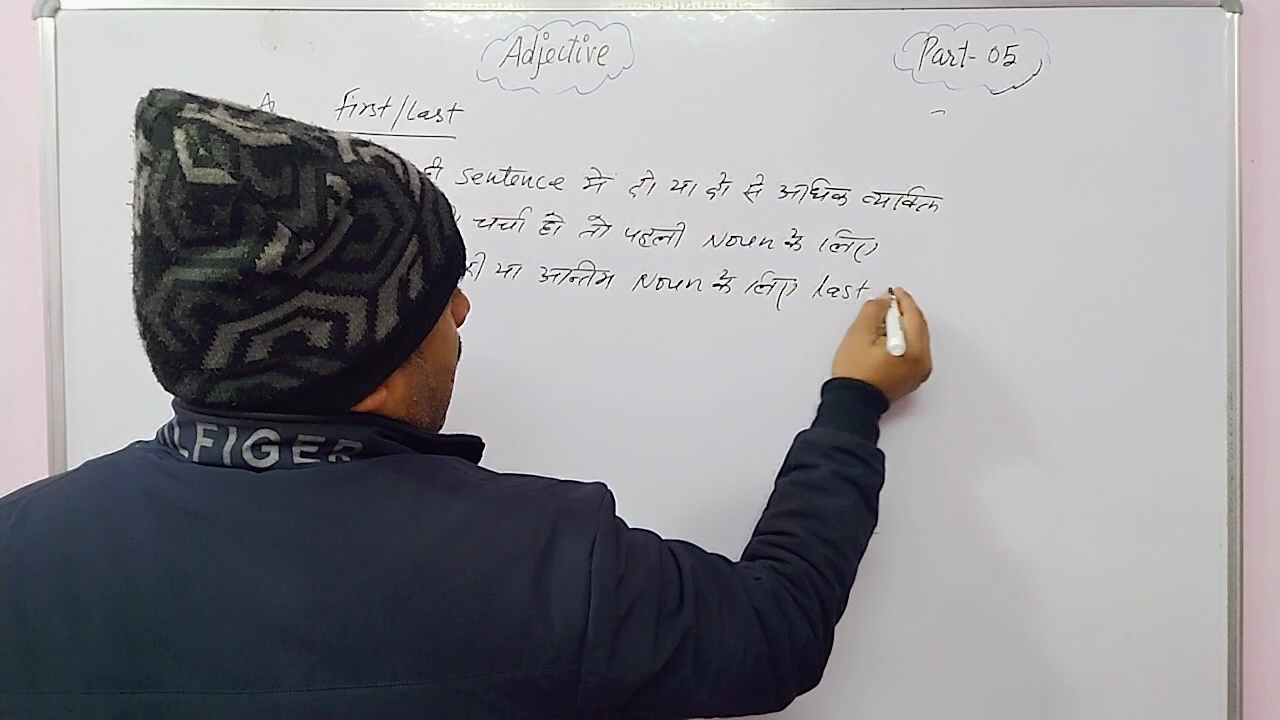 Adjective
Part-05
First/Last
ही sentence में दो या दो से अधिक व्यक्ति
चर्चा हो तो पहली Noun के लिए
या अन्तिम Noun के लिए last
LFIGER